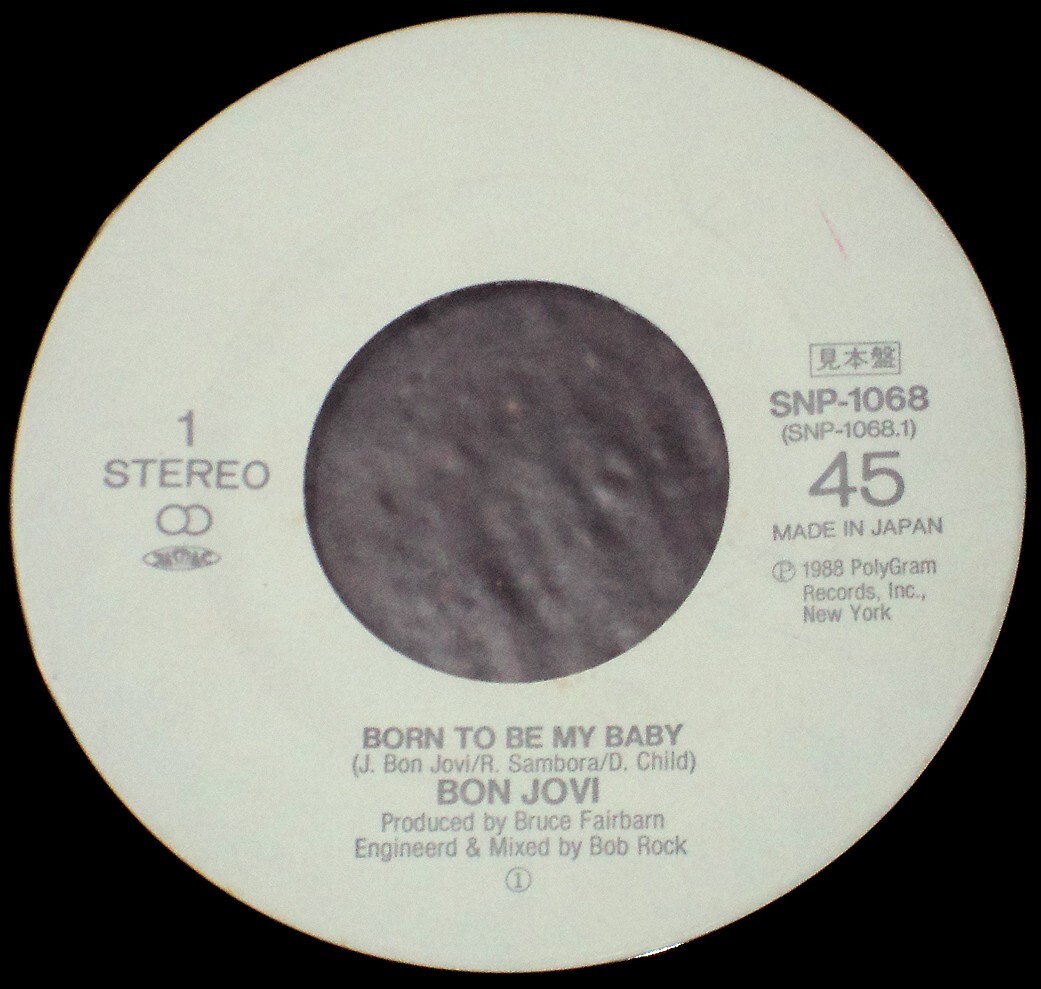 1
STEREO
見本盤
SNP-1068
(SNP-1068.1)
45
MADE IN JAPAN
Ⓟ 1988 PolyGram
Records, Inc.,
New York
BORN TO BE MY BABY
(J. Bon Jovi/R. Sambora/D. Child)
BON JOVI
Produced by Bruce Fairbarn
Engineerd & Mixed by Bob Rock
①